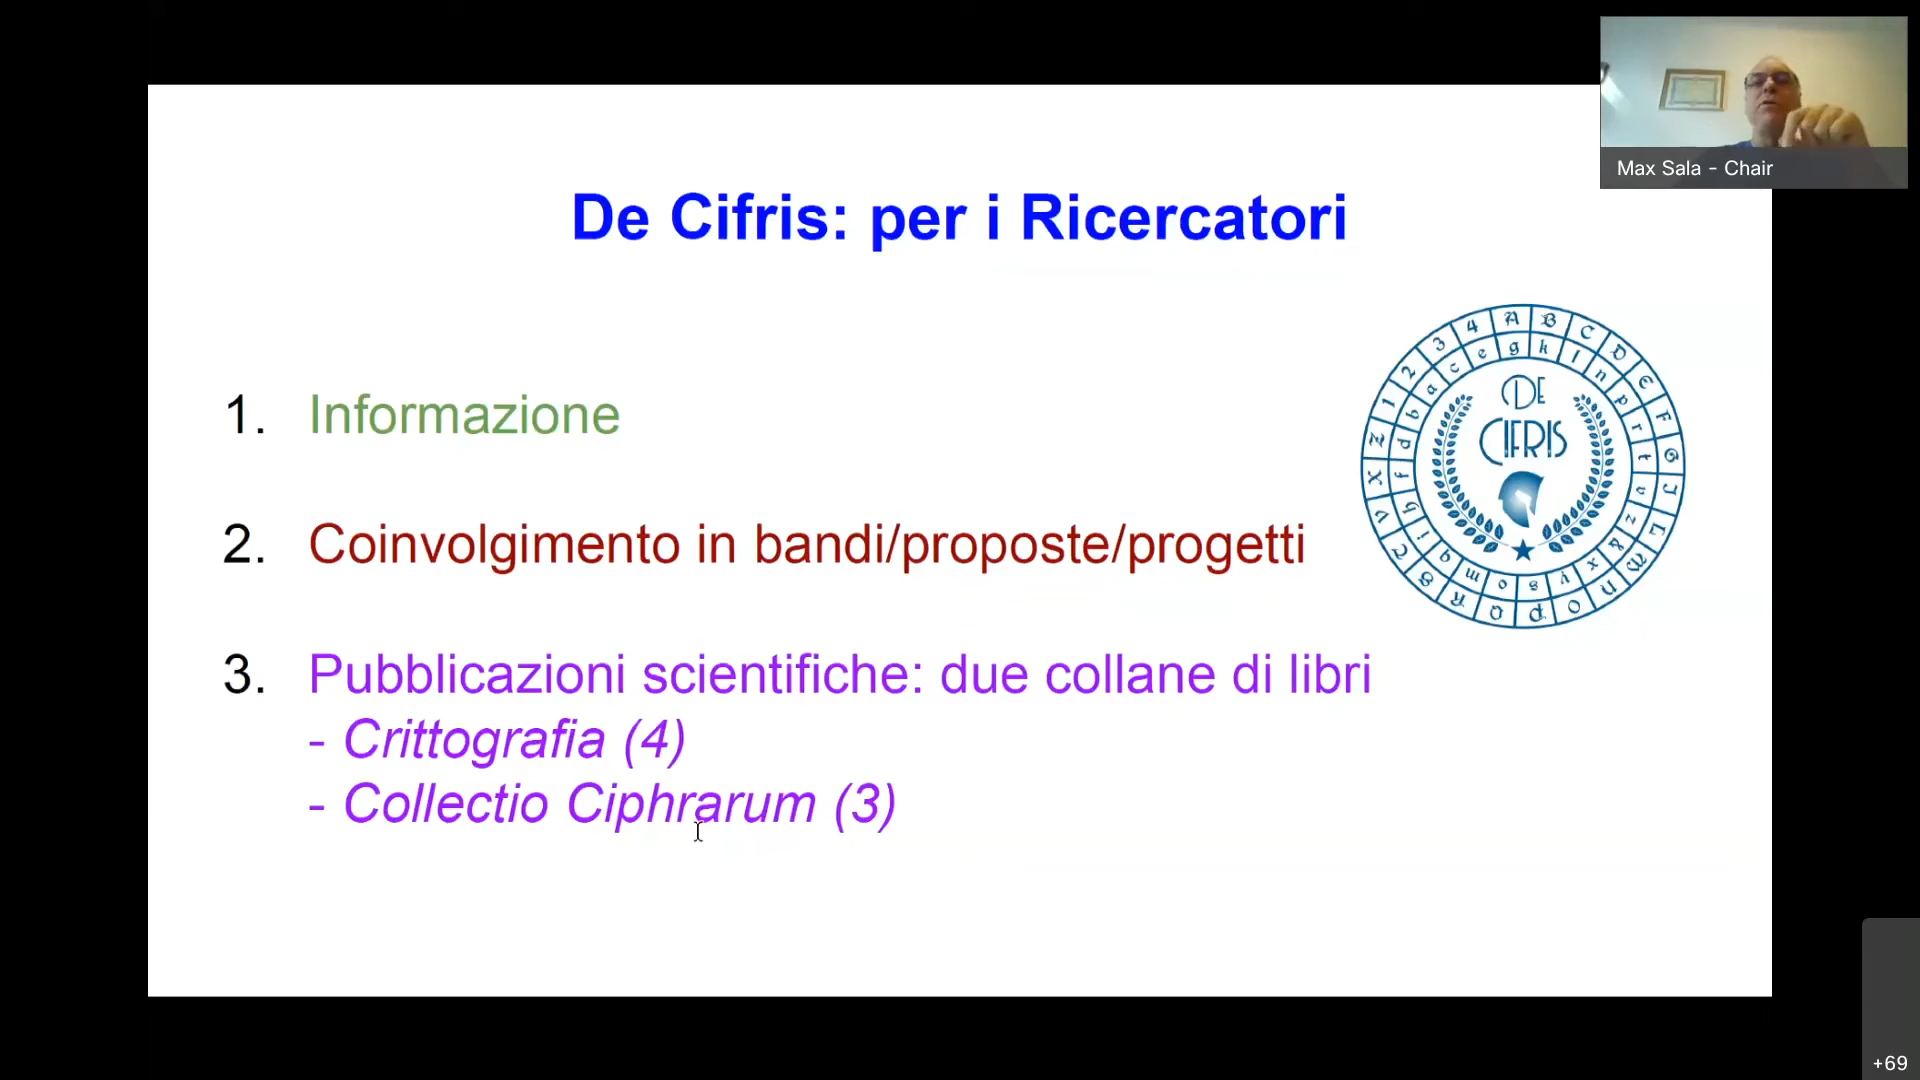 Max Sala - Chair
De Cifris: per i Ricercatori
1. Informazione
2. Coinvolgimento in bandi/proposte/progetti
3. Pubblicazioni scientifiche: due collane di libri
- Crittografia (4)
- Collectio Ciphrarum (3)
DE
CIFRIS
+69